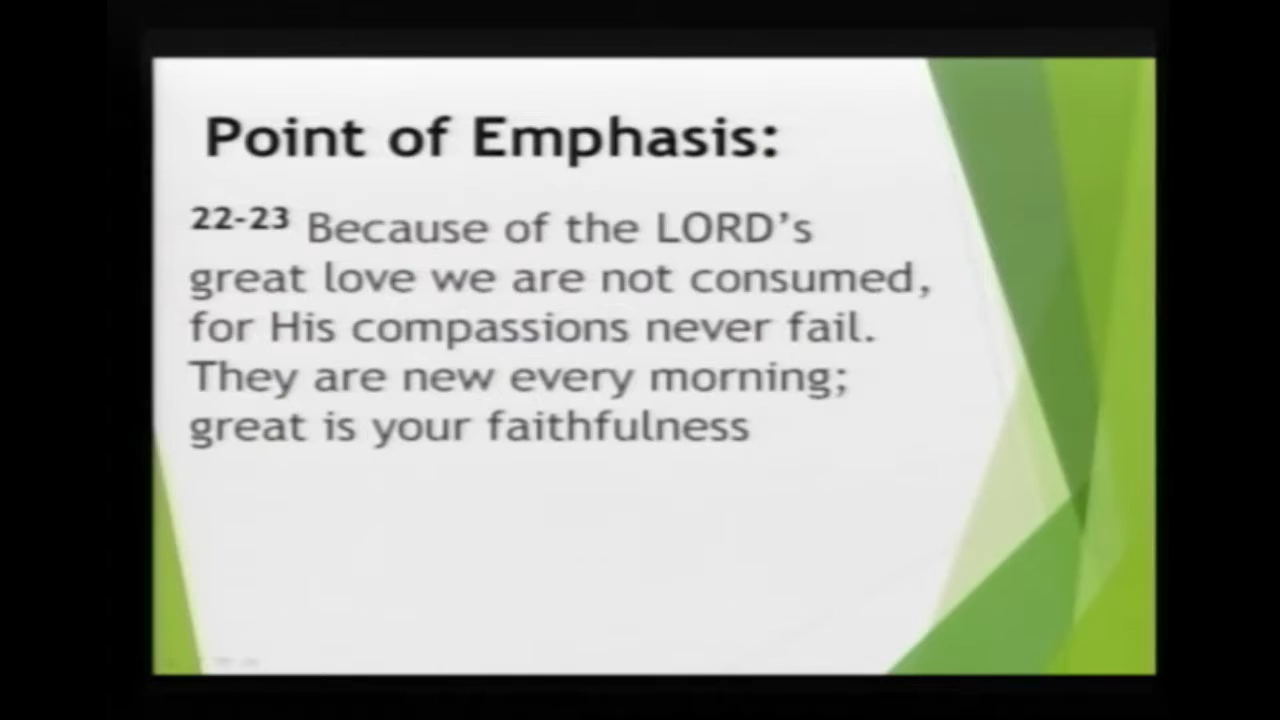 Point of Emphasis:
22-23 Because of the LORD’s
great love we are not consumed,
for His compassions never fail.
They are new every morning;
great is your faithfulness